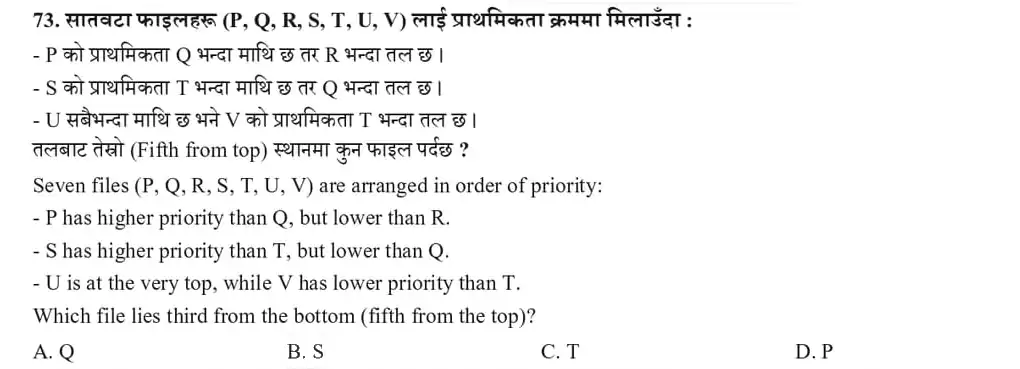 73. सातवटा फाइलहरू (P, Q, R, S, T, U, V) लाई प्राथमिकता क्रममा मिलाउँदा :
- P को प्राथमिकता Q भन्दा माथि छ तर R भन्दा तल छ।
- S को प्राथमिकता T भन्दा माथि छ तर Q भन्दा तल छ।
- U सबैभन्दा माथि छ भने V को प्राथमिकता T भन्दा तल छ।
तलबाट तेस्रो (Fifth from top) स्थानमा कुन फाइल पर्दछ ?
Seven files (P, Q, R, S, T, U, V) are arranged in order of priority:
- P has higher priority than Q, but lower than R.
- S has higher priority than T, but lower than Q.
- U is at the very top, while V has lower priority than T.
Which file lies third from the bottom (fifth from the top)?
A. Q B. S C. T D. P